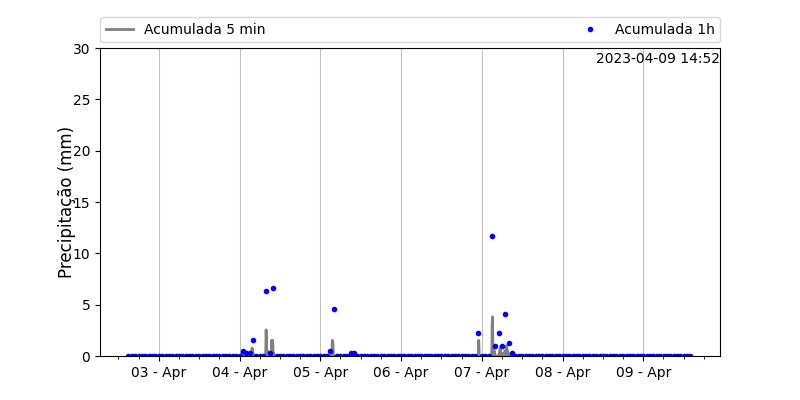 Acumulada 5 min
Acumulada 1h
2023-04-09 14:52
Precipitação (mm)
30
25
20
15
10
5
0
03 - Apr
04 - Apr
05 - Apr
06 - Apr
07 - Apr
08 - Apr
09 - Apr